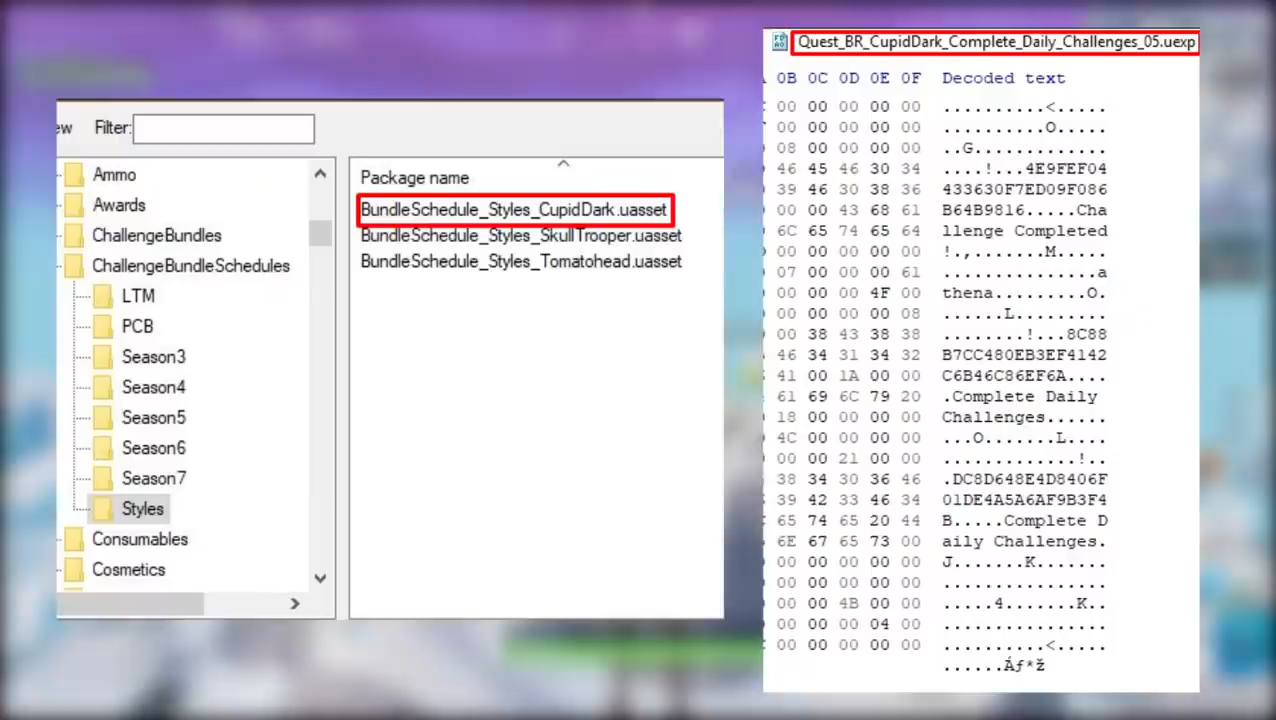 ew Filter:
Ammo
Awards
ChallengeBundles
ChallengeBundleSchedules
LTM
PCB
Season3
Season4
Season5
Season6
Season7
Styles
Consumables
Cosmetics
Package name
BundleSchedule_Styles_CupidDark.uasset
BundleSchedule_Styles_SkullTrooper.uasset
BundleSchedule_Styles_Tomatohead.uasset
Quest_BR_CupidDark_Complete_Daily_Challenges_05.uexp
0B 0C 0D 0E 0F Decoded text
00 00 00 00 00 ..........<.....
00 00 00 00 00 ..........O.....
08 00 00 00 00 ..G.............
46 45 46 30 34 ....!...4E9FEF04
39 46 30 38 36 433630F7ED09F086
00 00 43 68 61 B64B9816.....Cha
6C 65 74 65 64 llenge Completed
00 00 00 00 00 !.,.......M.....
07 00 00 00 61 ...............a
00 00 00 4F 00 thena.........O.
00 00 00 00 08 ......L.........
00 38 43 38 38 ........!...8C88
46 34 31 34 32 B7CC480EB3EF4142
41 00 1A 00 00 C6B46C86EF6A....
61 69 6C 79 20 .Complete Daily
18 00 00 00 00 Challenges......
4C 00 00 00 00 ...O.......L....
00 00 21 00 00 .............!..
38 34 30 36 46 .DC8D648E4D8406F
39 42 33 46 34 01DE4A5A6AF9B3F4
65 74 65 20 44 B.....Complete D
6E 67 65 73 00 aily Challenges.
00 00 00 00 00 J.......K.......
00 00 00 00 00 ................
00 00 4B 00 00 .....4.......K..
00 00 00 04 00 ................
00 00 00 00 00 ..........<.....
......Áƒ*ž